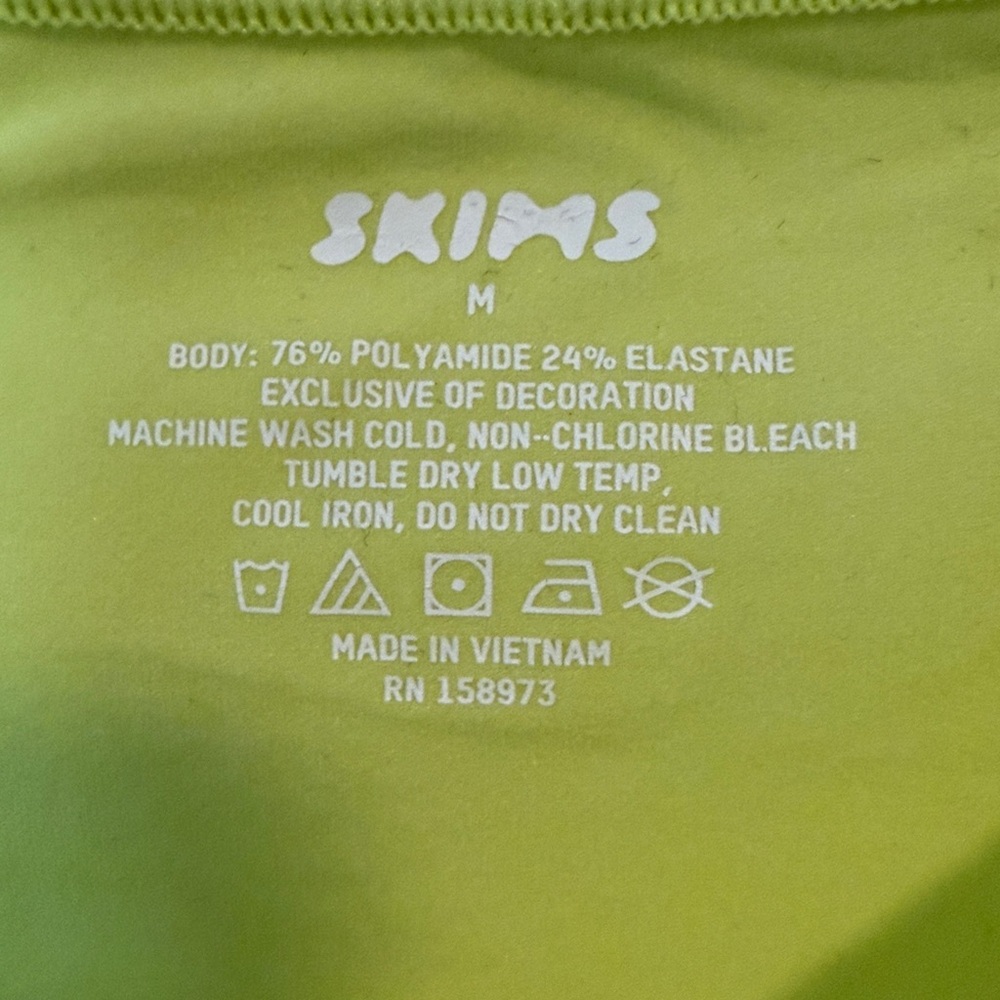 SKIMS
M
BODY: 76% POLYAMIDE 24% ELASTANE
EXCLUSIVE OF DECORATION
MACHINE WASH COLD, NON-CHLORINE BLEACH
TUMBLE DRY LOW TEMP,
COOL IRON, DO NOT DRY CLEAN
MADE IN VIETNAM
RN 158973